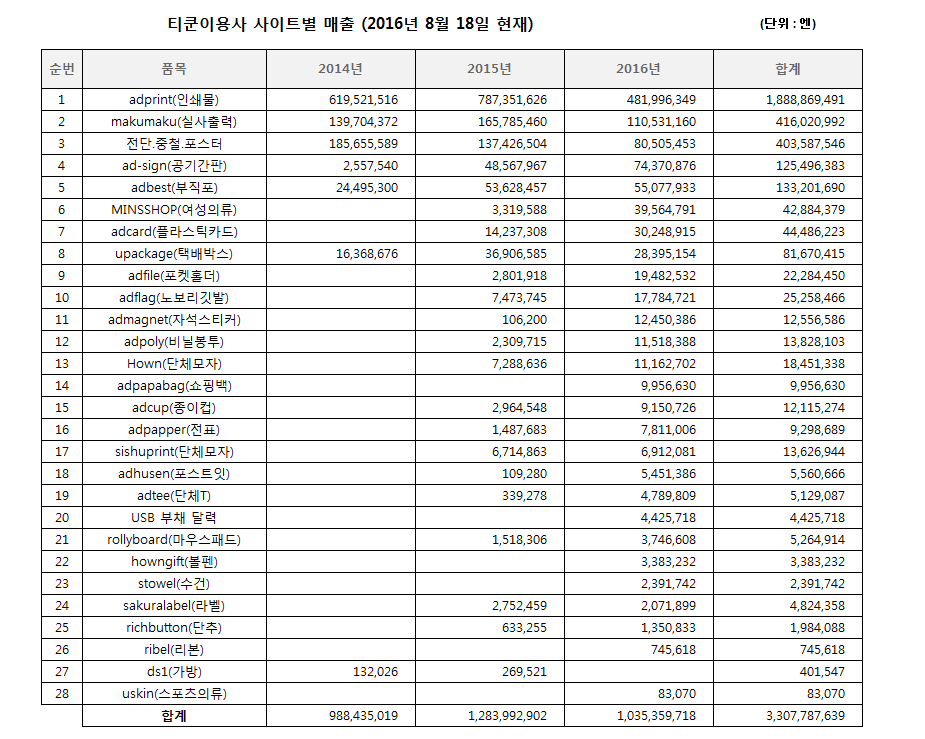 티쿤이용사 사이트별 매출 (2016년 8월 18일 현재) (단위 : 엔)
순번 품목 2014년 2015년 2016년 합계
1 adprint(인쇄물) 619,521,516 787,351,626 481,996,349 1,888,869,491
2 makumaku(실사출력) 139,704,372 165,785,460 110,531,160 416,020,992
3 전단.중철.포스터 185,655,589 137,426,504 80,505,453 403,587,546
4 ad-sign(공기간판) 2,557,540 48,567,967 74,370,876 125,496,383
5 adbest(부직포) 24,495,300 53,628,457 55,077,933 133,201,690
6 MINSSHOP(여성의류) 3,319,588 39,564,791 42,884,379
7 adcard(플라스틱카드) 14,237,308 30,248,915 44,486,223
8 upackage(택배박스) 16,368,676 36,906,585 28,395,154 81,670,415
9 adfile(포켓홀더) 2,801,918 19,482,532 22,284,450
10 adflag(노보리깃발) 7,473,745 17,784,721 25,258,466
11 admagnet(자석스티커) 106,200 12,450,386 12,556,586
12 adpoly(비닐봉투) 2,309,715 11,518,388 13,828,103
13 Hown(단체모자) 7,288,636 11,162,702 18,451,338
14 adpapabag(쇼핑백) 9,956,630 9,956,630
15 adcup(종이컵) 2,964,548 9,150,726 12,115,274
16 adpapper(전표) 1,487,683 7,811,006 9,298,689
17 sishuprint(단체모자) 6,714,863 6,912,081 13,626,944
18 adhusen(포스트잇) 109,280 5,451,386 5,560,666
19 adtee(단체T) 339,278 4,789,809 5,129,087
20 USB 부채 달력 4,425,718 4,425,718
21 rollyboard(마우스패드) 1,518,306 3,746,608 5,264,914
22 howngift(볼펜) 3,383,232 3,383,232
23 stowel(수건) 2,391,742 2,391,742
24 sakuralabel(라벨) 2,752,459 2,071,899 4,824,358
25 richbutton(단추) 633,255 1,350,833 1,984,088
26 ribel(리본) 745,618 745,618
27 ds1(가방) 132,026 269,521 401,547
28 uskin(스포츠의류) 83,070 83,070
합계 988,435,019 1,283,992,902 1,035,359,718 3,307,787,639